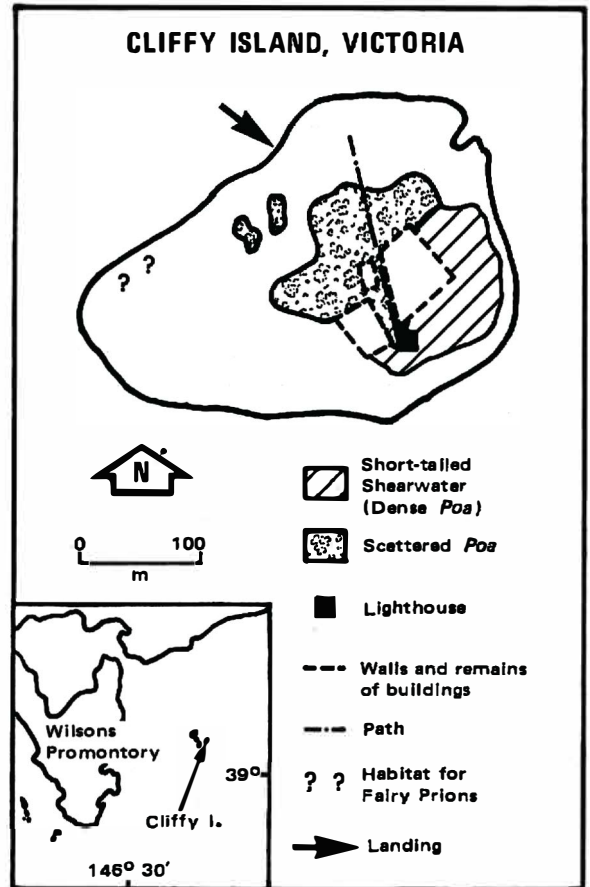 CLIFFY ISLAND, VICTORIA
? ?
N
0 100
m
Short-tailed
Shearwater
(Dense Poa)
Scattered Poa
Lighthouse
Walls and remains
of buildings
Path
? ? Habitat for
Fairy Prions
Landing
Wilsons
Promontory
39°
Cliffy I.
146° 30'